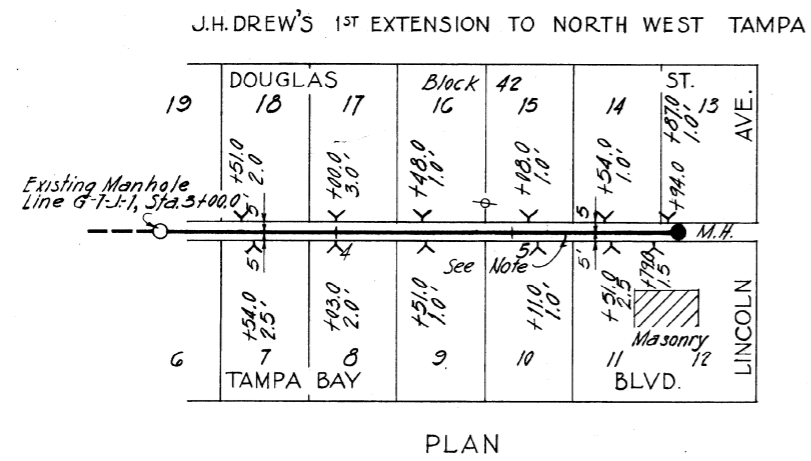 J.H. DREW'S 1ST EXTENSION TO NORTH WEST TAMPA
DOUGLAS Block 42 ST.
19 18 17 16 15 14 13
AVE.
+51.0
2.0
+00.0
3.0'
+48.0
1.0'
+08.0
1.0'
+54.0
1.0'
+87.0
1.0'
+94.0
Existing Manhole
Line G-7-J-7, Sta. 3+00.0'
5' 5
M.H.
5' 4 5 5'
See Note
+54.0
2.5'
+03.0
2.0'
+51.0
1.0'
+11.0
1.0'
+51.0
2.5
+79.0
1.5
Masonry
6 7 8 9 10 11 12
TAMPA BAY BLVD.
LINCOLN
PLAN